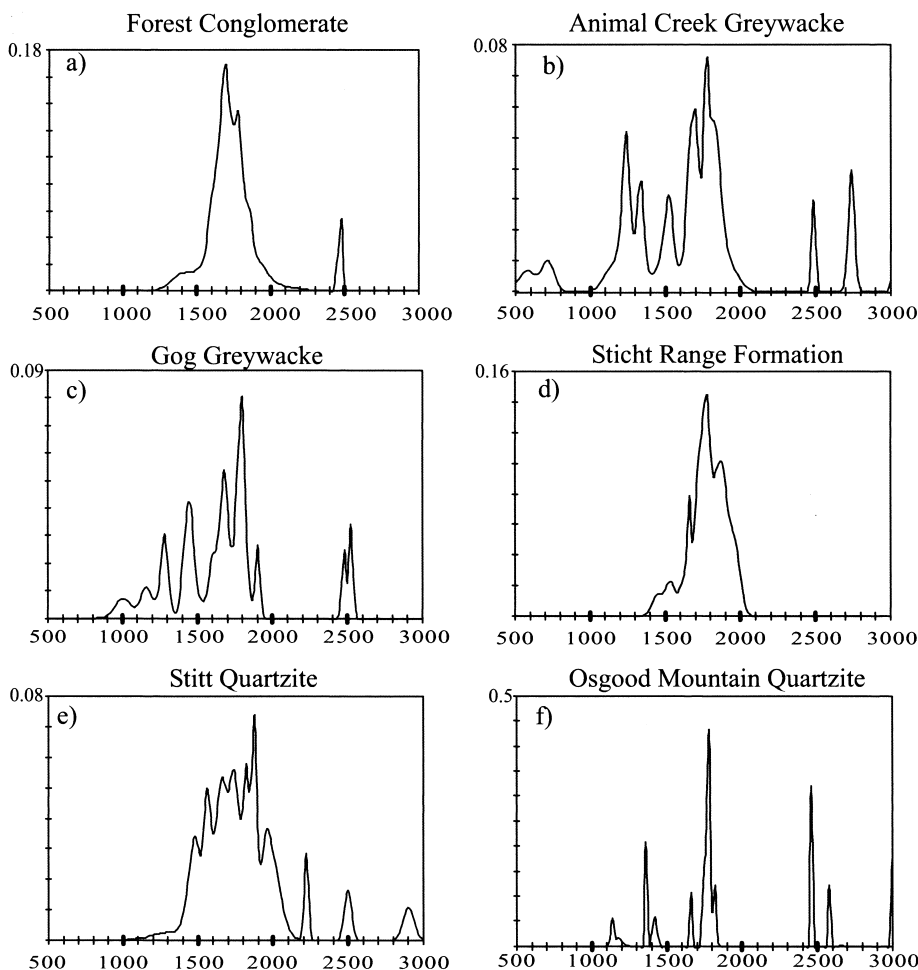 Forest Conglomerate
0.18
a)
500 1000 1500 2000 2500 3000
Animal Creek Greywacke
0.08
b)
500 1000 1500 2000 2500 3000
Gog Greywacke
0.09
c)
500 1000 1500 2000 2500 3000
Sticht Range Formation
0.16
d)
500 1000 1500 2000 2500 3000
Stitt Quartzite
0.08
e)
500 1000 1500 2000 2500 3000
Osgood Mountain Quartzite
0.5
f)
500 1000 1500 2000 2500 3000